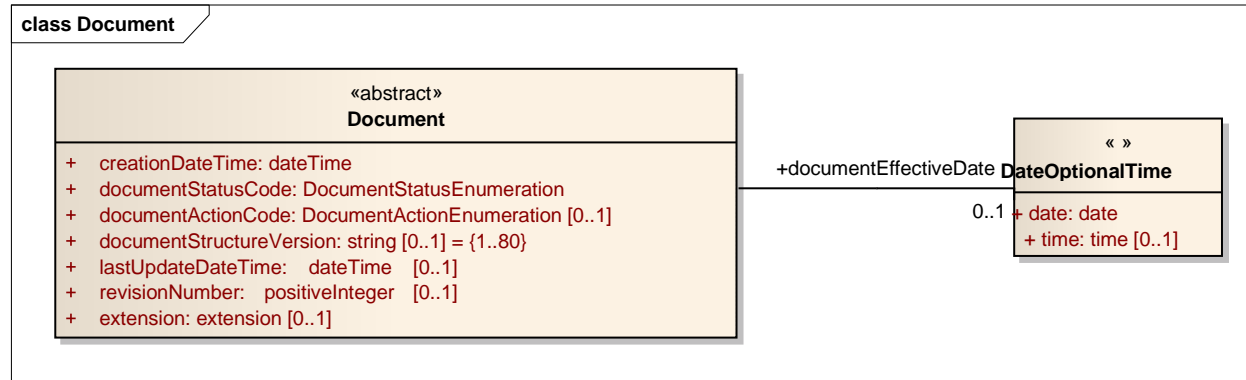 class Document
«abstract»
Document
+ creationDateTime: dateTime
+ documentStatusCode: DocumentStatusEnumeration
+ documentActionCode: DocumentActionEnumeration [0..1]
+ documentStructureVersion: string [0..1] = {1..80}
+ lastUpdateDateTime: dateTime [0..1]
+ revisionNumber: positiveInteger [0..1]
+ extension: extension [0..1]
+documentEffectiveDate
0..1
« »
DateOptionalTime
+ date: date
+ time: time [0..1]